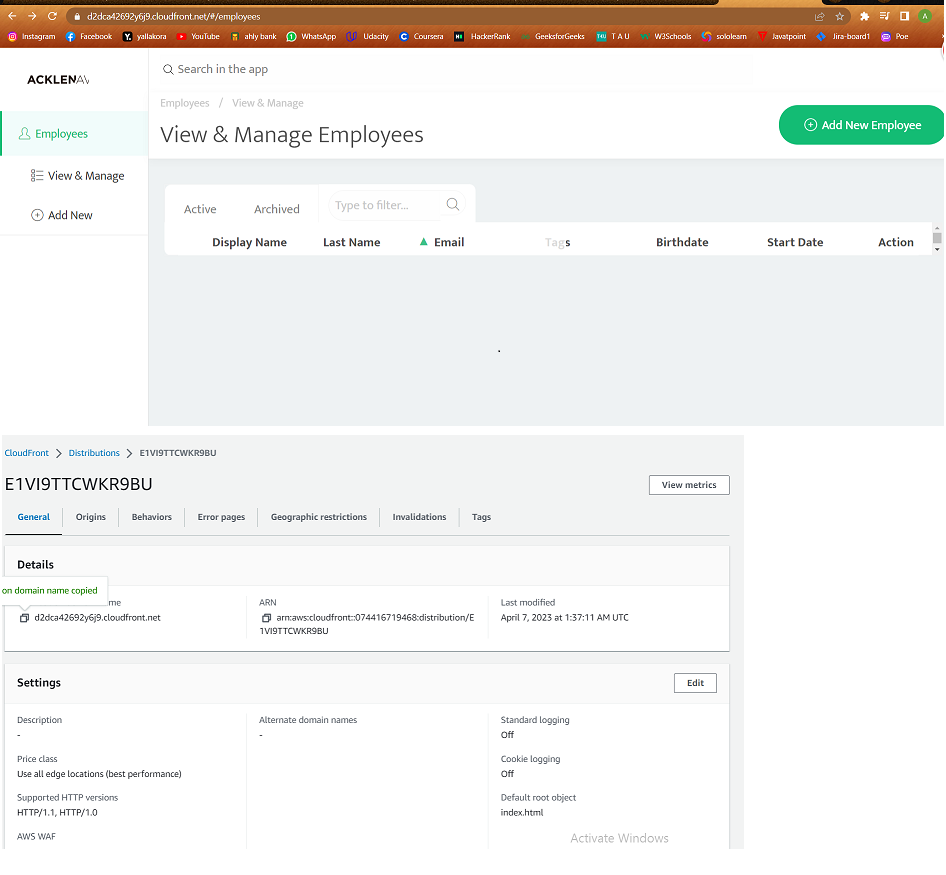 d2dca42692y6j9.cloudfront.net/#/employees
Instagram Facebook yallakora YouTube ahly bank WhatsApp Udacity Coursera HackerRank GeeksforGeeks T A U W3Schools sololearn Javatpoint Jira-board1 Poe
ACKLENAV
Search in the app
Employees / View & Manage
View & Manage Employees
Add New Employee
Employees
View & Manage
Add New
Active Archived Type to filter...
Display Name Last Name Email Tags Birthdate Start Date Action
CloudFront > Distributions > E1VI9TTCWKR9BU
E1VI9TTCWKR9BU
View metrics
General Origins Behaviors Error pages Geographic restrictions Invalidations Tags
Details
on domain name copied
me
d2dca42692y6j9.cloudfront.net
ARN
arn:aws:cloudfront::074416719468:distribution/E
1VI9TTCWKR9BU
Last modified
April 7, 2023 at 1:37:11 AM UTC
Settings
Edit
Description
-
Price class
Use all edge locations (best performance)
Supported HTTP versions
HTTP/1.1, HTTP/1.0
AWS WAF
Alternate domain names
-
Standard logging
Off
Cookie logging
Off
Default root object
index.html
Activate Windows